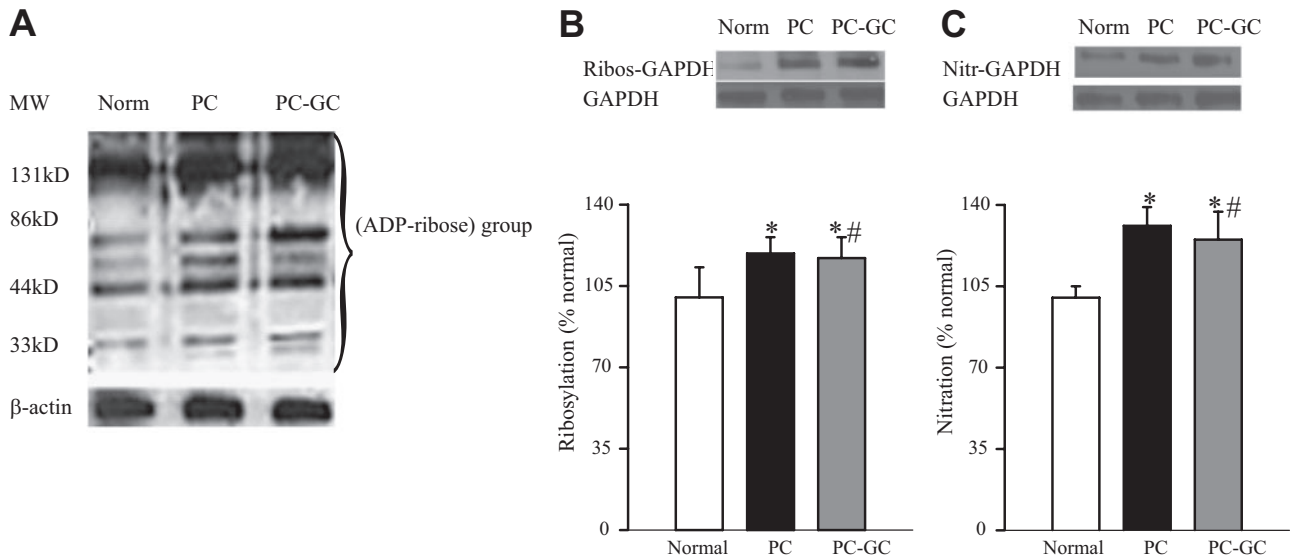 A
MW Norm PC PC-GC
131kD
86kD
44kD
33kD
β-actin
(ADP-ribose) group
B
Norm PC PC-GC
Ribos-GAPDH
GAPDH
Ribosylation (% normal)
140
105
70
35
0
* *#
Normal PC PC-GC
C
Norm PC PC-GC
Nitr-GAPDH
GAPDH
Nitration (% normal)
140
105
70
35
0
* *#
Normal PC PC-GC